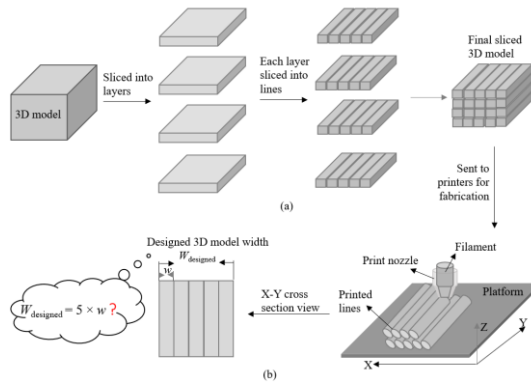 3D model
Sliced into
layers
Each layer
sliced into
lines
Final sliced
3D model
(a)
Sent to
printers for
fabrication
Designed 3D model width
W designed
w
W designed = 5 × w ?
X-Y cross
section view
Print nozzle
Filament
Platform
Printed
lines
Z
Y
X
(b)